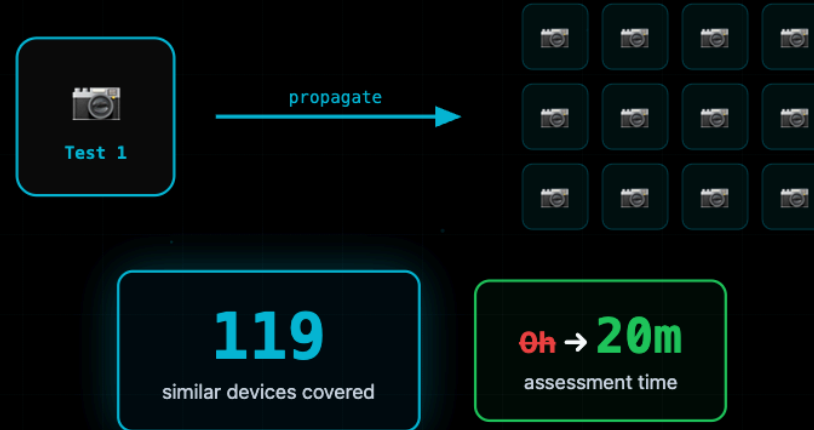 propagate
Test 1
119
similar devices covered
0h → 20m
assessment time